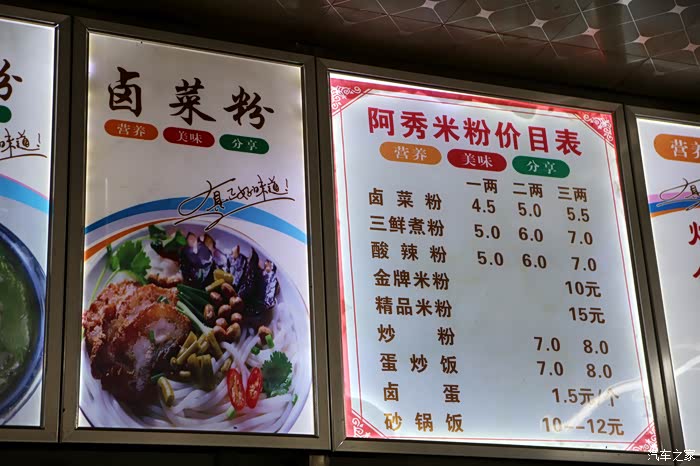 粉
味道!
卤菜粉
营养 美味 分享
真已好味道!
阿秀米粉价目表
营养 美味 分享
一两 二两 三两
卤菜粉 4.5 5.0 5.5
三鲜煮粉 5.0 6.0 7.0
酸辣粉 5.0 6.0 7.0
金牌米粉 10元
精品米粉 15元
炒粉 7.0 8.0
蛋炒饭 7.0 8.0
卤蛋 1.5元/个
砂锅饭 10--12元
营养
汽车之家